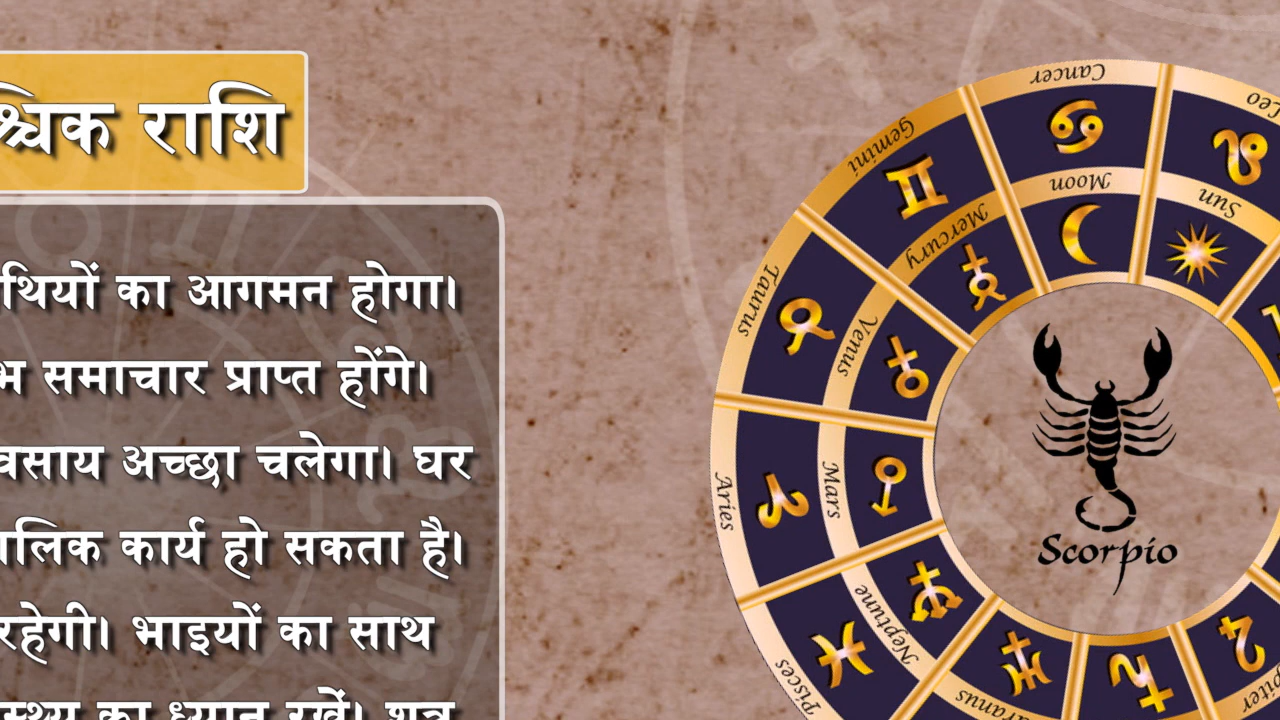 राशि
का आगमन होगा।
समाचार प्राप्त होंगे।
अच्छा चलेगा। घर
कार्य हो सकता है।
रहेगी। भाइयों का साथ
का ध्यान रखें।
Cancer
Leo
Gemini
Moon
Sun
Mercury
Taurus
Venus
Aries
Mars
Scorpio
Neptune
Pisces